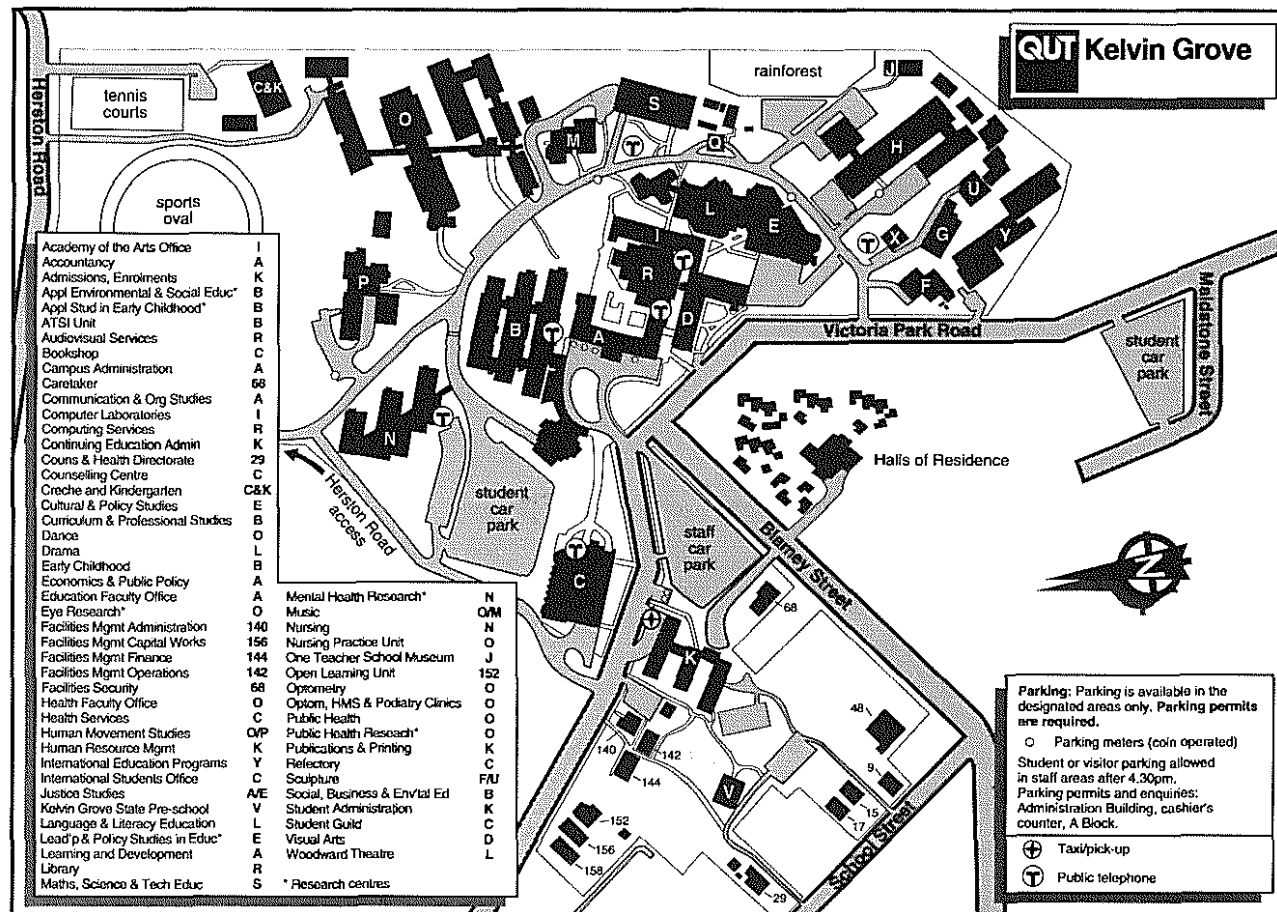 QUT Kelvin Grove
rainforest
J
C&K
tennis
courts
Herston Road
S
O
M
Q
H
U
sports
oval
L
E
X
G
Y
I
R
P
F
B
A
D
Victoria Park Road
Maidstone Street
student
car
park
N
Halls of Residence
Herston Road
access
student
car
park
staff
car
park
Blamey Street
N
C
68
K
48
140
142
144
9
V
15
17
152
156
158
29
School Street
Academy of the Arts Office I
Accountancy A
Admissions, Enrolments K
Appl Environmental & Social Educ* B
Appl Stud in Early Childhood* B
ATSI Unit B
Audiovisual Services R
Bookshop C
Campus Administration A
Caretaker 68
Communication & Org Studies A
Computer Laboratories I
Computing Services R
Continuing Education Admin K
Couns & Health Directorate 29
Counselling Centre C
Creche and Kindergarten C&K
Cultural & Policy Studies E
Curriculum & Professional Studies B
Dance O
Drama L
Early Childhood B
Economics & Public Policy A
Education Faculty Office A
Eye Research* O
Facilities Mgmt Administration 140
Facilities Mgmt Capital Works 156
Facilities Mgmt Finance 144
Facilities Mgmt Operations 142
Facilities Security 68
Health Faculty Office O
Health Services C
Human Movement Studies O/P
Human Resource Mgmt K
International Education Programs Y
International Students Office C
Justice Studies A/E
Kelvin Grove State Pre-school V
Language & Literacy Education L
Lead'p & Policy Studies in Educ* E
Learning and Development A
Library R
Maths, Science & Tech Educ S
Mental Health Research* N
Music O/M
Nursing N
Nursing Practice Unit O
One Teacher School Museum J
Open Learning Unit 152
Optometry O
Optom, HMS & Podiatry Clinics O
Public Health O
Public Health Reseach* O
Publications & Printing K
Refectory C
Sculpture F/U
Social, Business & Env'tal Ed B
Student Administration K
Student Guild C
Visual Arts D
Woodward Theatre L
* Research centres
Parking: Parking is available in the
designated areas only. Parking permits
are required.
Parking meters (coin operated)
Student or visitor parking allowed
in staff areas after 4.30pm.
Parking permits and enquiries:
Administration Building, cashier's
counter, A Block.
Taxi/pick-up
T Public telephone